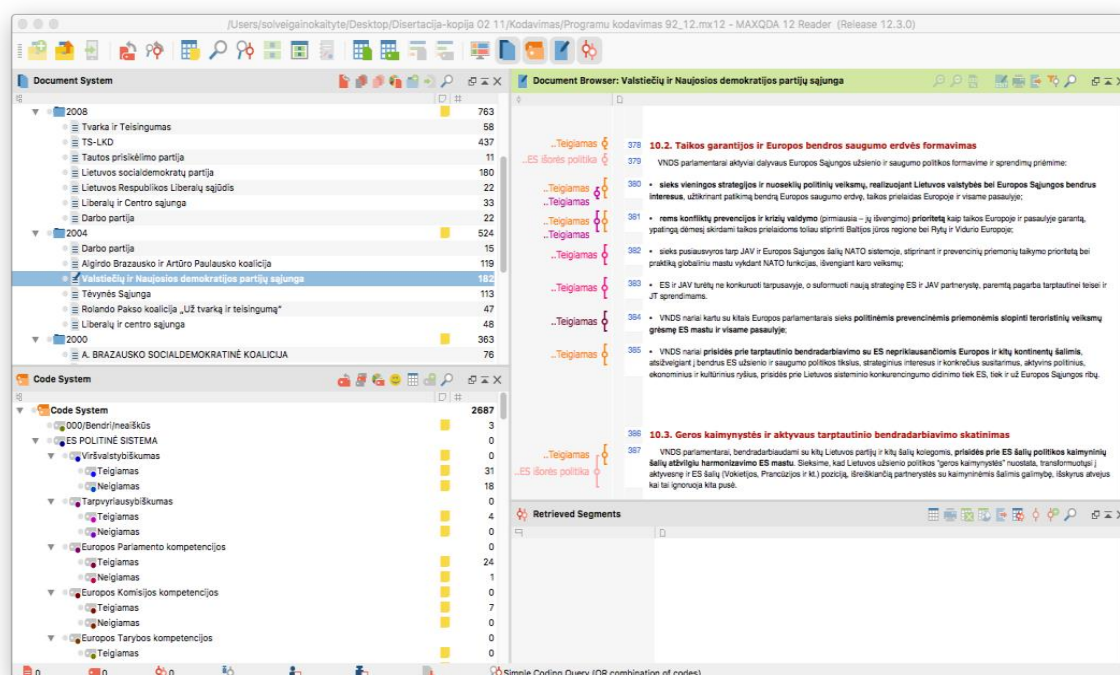 /Users/solveigainokaityte/Desktop/Disertacija-kopija 02 11/Kodavimas/Programu kodavimas 92_12.mx12 - MAXQDA 12 Reader (Release 12.3.0)
Document System
#
2008 763
Tvarka ir Teisingumas 58
TS-LKD 437
Tautos prisikėlimo partija 11
Lietuvos socialdemokratų partija 180
Lietuvos Respublikos Liberalų sąjūdis 22
Liberalų ir Centro sąjunga 33
Darbo partija 22
2004 524
Darbo partija 15
Algirdo Brazausko ir Artūro Paulausko koalicija 119
Valstiečių ir Naujosios demokratijos partijų sąjunga 182
Tėvynės Sąjunga 113
Rolando Pakso koalicija „Už tvarką ir teisingumą“ 47
Liberalų ir centro sąjunga 48
2000 363
A. BRAZAUSKO SOCIALDEMOKRATINĖ KOALICIJA 76
Code System
#
Code System 2687
000/Bendri/neaiškūs 3
ES POLITINĖ SISTEMA 0
Viršvalstybiškumas 0
Teigiamas 31
Neigiamas 18
Tarpvyriausybiškumas 0
Teigiamas 4
Neigiamas 0
Europos Parlamento kompetencijos 0
Teigiamas 24
Neigiamas 1
Europos Komisijos kompetencijos 0
Teigiamas 7
Neigiamas 0
Europos Tarybos kompetencijos 0
Teigiamas 0
Document Browser: Valstiečių ir Naujosios demokratijos partijų sąjunga
..Teigiamas 378 10.2. Taikos garantijos ir Europos bendros saugumo erdvės formavimas
..ES išorės politika 379 VNDS parlamentarai aktyviai dalyvaus Europos Sąjungos užsienio ir saugumo politikos formavime ir sprendimų priėmime:
..Teigiamas 380 • sieks vieningos strategijos ir nuoseklių politinių veiksmų, realizuojant Lietuvos valstybės bei Europos Sąjungos bendrus
..Teigiamas interesus, užtikrinant patikimą bendrą Europos saugumo erdvę, taikos prielaidas Europoje ir visame pasaulyje;
..Teigiamas 381 • rems konfliktų prevencijos ir krizių valdymo (pirmiausia – jų išvengimo) prioritetą kaip taikos Europoje ir pasaulyje garantą,
..Teigiamas ypatingą dėmesį skirdami taikos prielaidoms toliau stiprinti Baltijos jūros regione bei Rytų ir Vidurio Europoje;
..Teigiamas 382 • sieks pusiausvyros tarp JAV ir Europos Sąjungos šalių NATO sistemoje, stiprinant ir prevencinių priemonių taikymo prioritetą bei
praktiką globaliniu mastu vykdant NATO funkcijas, išvengiant karo veiksmų;
..Teigiamas 383 • ES ir JAV turėtų ne konkuruoti tarpusavyje, o suformuoti naują strateginę ES ir JAV partnerystę, paremtą pagarba tarptautinei teisei ir
JT sprendimams.
..Teigiamas 384 • VNDS nariai kartu su kitais Europos parlamentarais sieks politinėmis prevencinėmis priemonėmis slopinti teroristinių veiksmų
grėsmę ES mastu ir visame pasaulyje;
..Teigiamas 385 • VNDS nariai prisidės prie tarptautinio bendradarbiavimo su ES nepriklausančiomis Europos ir kitų kontinentų šalimis,
atsižvelgiant į bendrus ES užsienio ir saugumo politikos tikslus, strateginius interesus ir konkrečius susitarimus, aktyvins politinius,
ekonominius ir kultūrinius ryšius, prisidės prie Lietuvos sisteminio konkurencingumo didinimo tiek ES, tiek ir už Europos Sąjungos ribų.
386 10.3. Geros kaimynystės ir aktyvaus tarptautinio bendradarbiavimo skatinimas
..Teigiamas 387 VNDS parlamentarai, bendradarbiaudami su kitų Lietuvos partijų ir kitų šalių kolegomis, prisidės prie ES šalių politikos kaimyninių
..ES išorės politika šalių atžvilgiu harmonizavimo ES mastu. Sieksime, kad Lietuvos užsienio politikos "geros kaimynystės" nuostata, transformuotųsi į
aktyvesnę ir ES šalių (Vokietijos, Prancūzijos ir kt.) poziciją, išreiškiančią partnerystės su kaimyninėmis šalimis galimybę, išskyrus atvejus
kai tai ignoruoja kita pusė.
Retrieved Segments
0 0 0 Simple Coding Query (OR combination of codes)